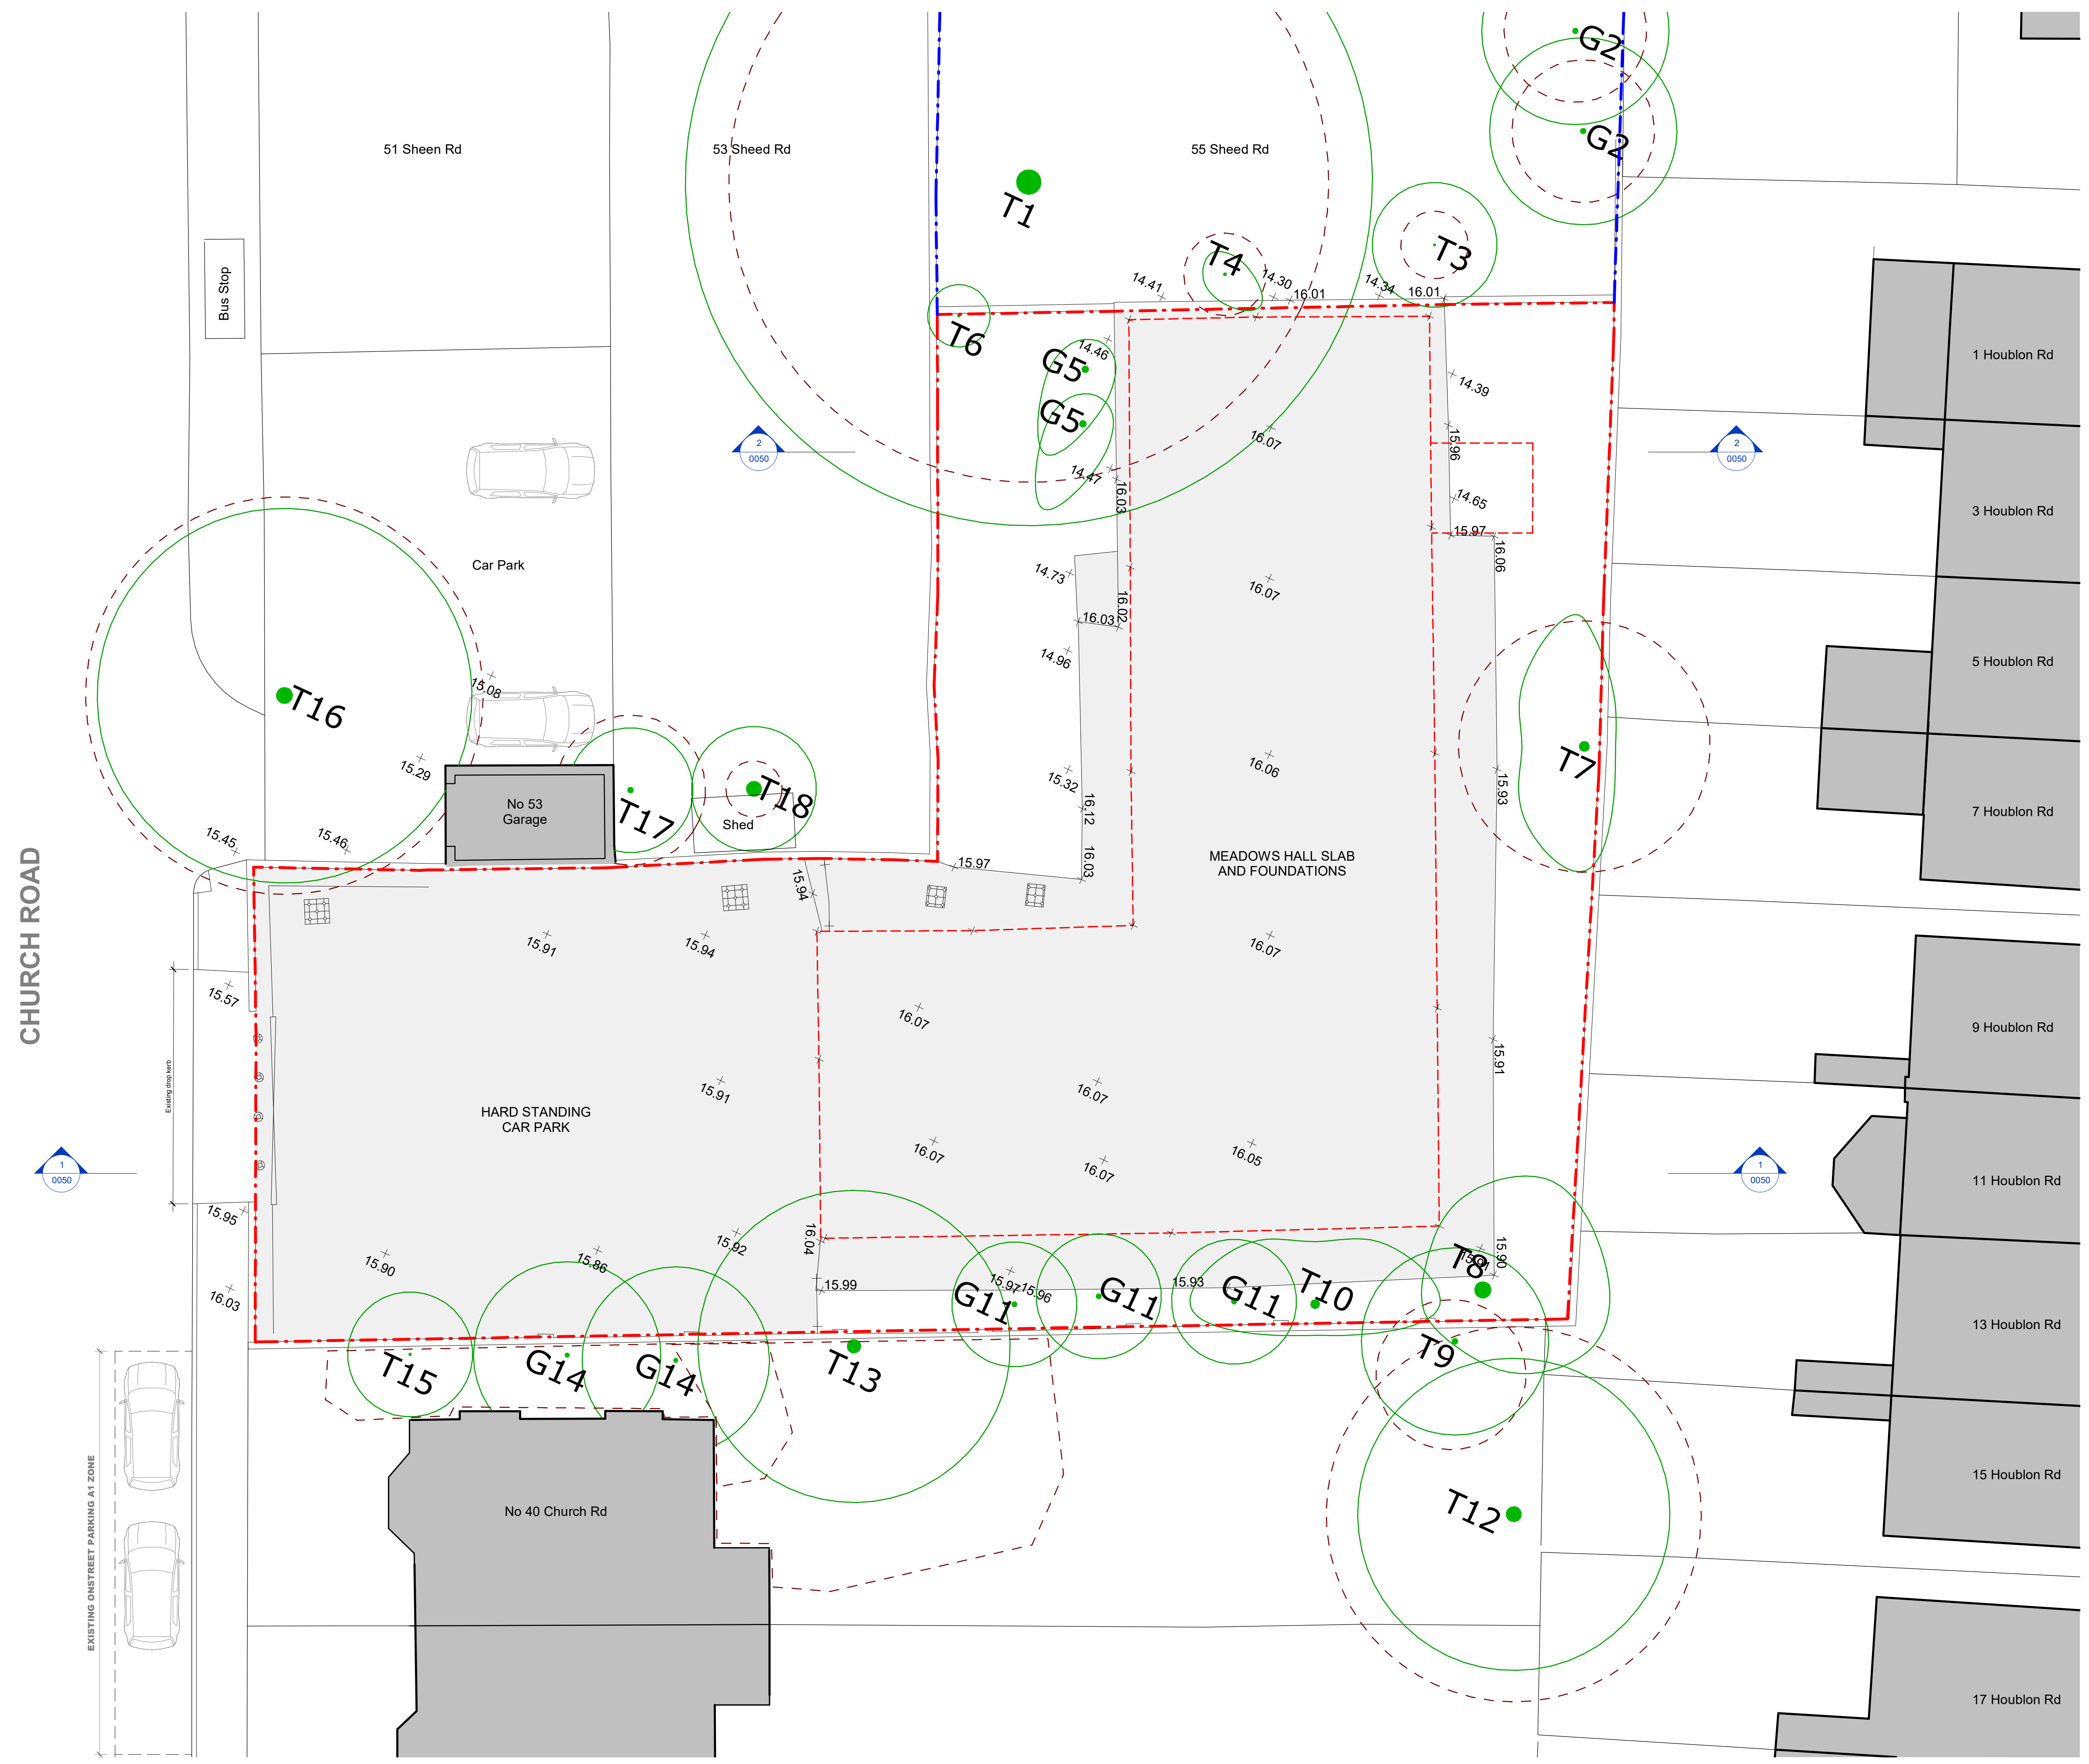 G2
51 Sheen Rd
53 Sheed Rd
55 Sheed Rd
G2
T1
T4
T3
14.41
14.30
16.01
14.34
16.01
Bus Stop
T6
14.46
G5
1 Houblon Rd
14.39
G5
16.07
15.96
2
0050
2
0050
14.47
16.03
14.65
3 Houblon Rd
15.97
16.06
Car Park
14.73
16.07
16.02
16.03
14.96
5 Houblon Rd
15.08
T16
15.29
15.32
16.06
T7
15.93
T18
No 53
Garage
T17
Shed
16.12
7 Houblon Rd
15.45
15.46
15.97
16.03
MEADOWS HALL SLAB
AND FOUNDATIONS
15.94
CHURCH ROAD
15.91
15.94
16.07
15.57
16.07
9 Houblon Rd
Existing drop kerb
15.91
16.07
15.91
HARD STANDING
CAR PARK
16.07
16.07
16.05
1
0050
1
0050
11 Houblon Rd
15.95
15.92
16.04
15.90
15.86
15.90
T8
15.99
15.97
15.96
15.93
16.03
G11
G11
G11
T10
13 Houblon Rd
T15
G14
G14
T13
T9
EXISTING ONSTREET PARKING A1 ZONE
No 40 Church Rd
T12
15 Houblon Rd
17 Houblon Rd